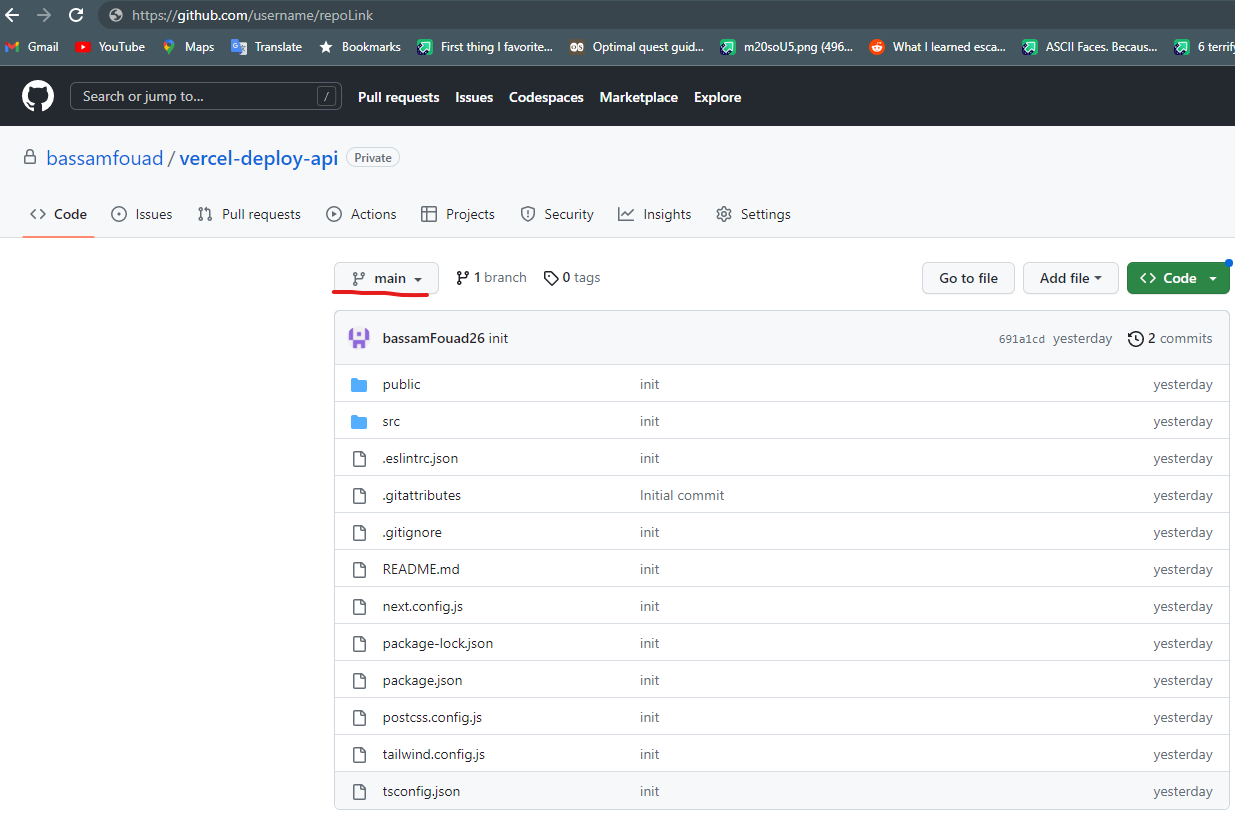 https://github.com/username/repoLink
Gmail YouTube Maps Translate Bookmarks First thing I favorite... Optimal quest guid... m20soU5.png (496... What I learned esca... ASCII Faces. Becaus... 6 terrify
Search or jump to... / Pull requests Issues Codespaces Marketplace Explore
bassamfouad / vercel-deploy-api Private
Code Issues Pull requests Actions Projects Security Insights Settings
main 1 branch 0 tags Go to file Add file Code
bassamFouad26 init 691a1cd yesterday 2 commits
public init yesterday
src init yesterday
.eslintrc.json init yesterday
.gitattributes Initial commit yesterday
.gitignore init yesterday
README.md init yesterday
next.config.js init yesterday
package-lock.json init yesterday
package.json init yesterday
postcss.config.js init yesterday
tailwind.config.js init yesterday
tsconfig.json init yesterday